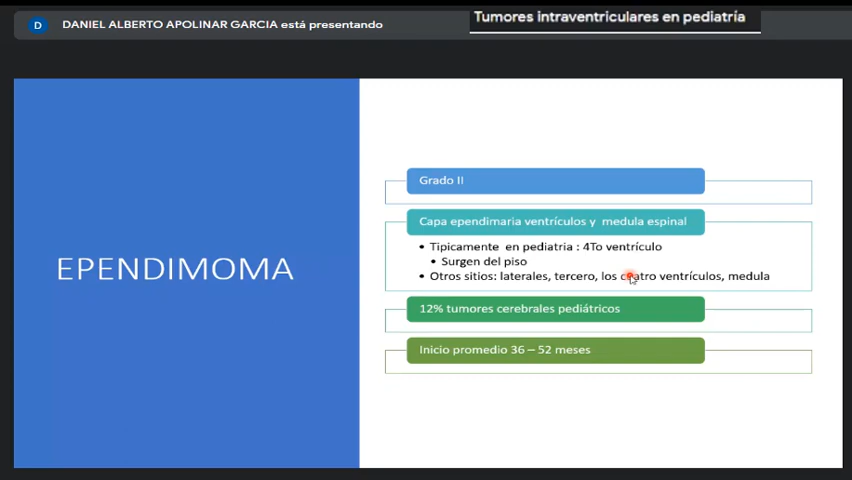 D
DANIEL ALBERTO APOLINAR GARCIA está presentando
Tumores intraventriculares en pediatría
EPENDIMOMA
Grado II
Capa ependimaria ventrículos y medula espinal
• Tipicamente en pediatria : 4To ventrículo
• Surgen del piso
• Otros sitios: laterales, tercero, los cuatro ventrículos, medula
12% tumores cerebrales pediátricos
Inicio promedio 36 – 52 meses